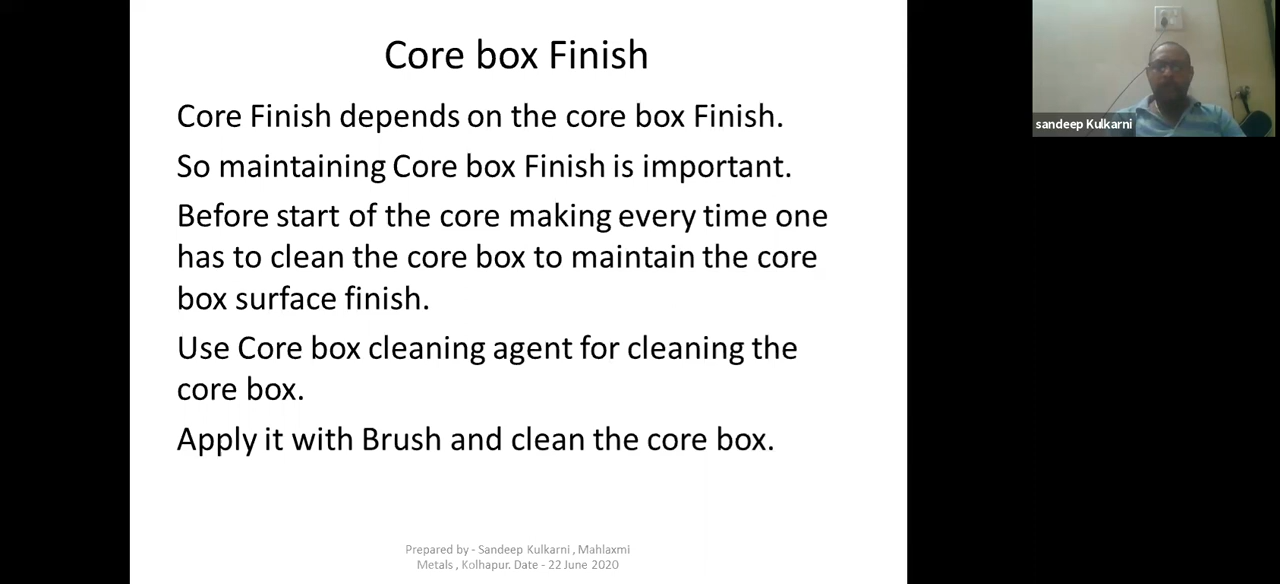 Core box Finish
Core Finish depends on the core box Finish.
So maintaining Core box Finish is important.
Before start of the core making every time one
has to clean the core box to maintain the core
box surface finish.
Use Core box cleaning agent for cleaning the
core box.
Apply it with Brush and clean the core box.
Prepared by - Sandeep Kulkarni , Mahlaxmi
Metals , Kolhapur. Date - 22 June 2020
sandeep Kulkarni